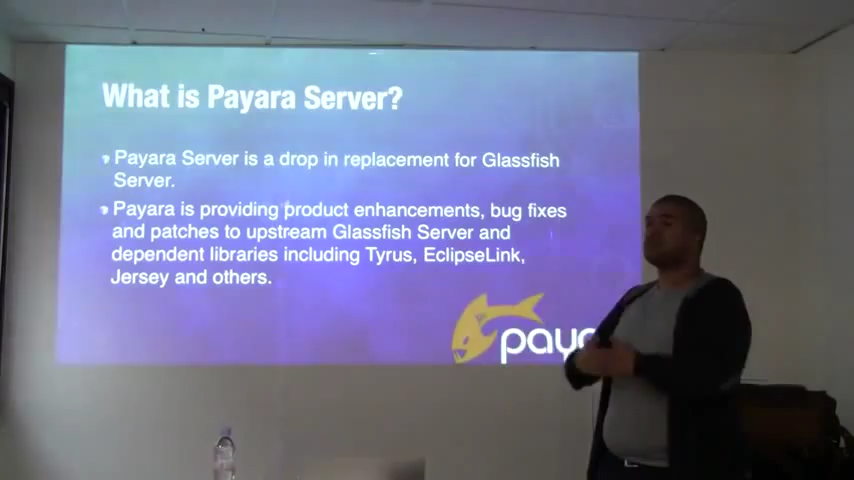 What is Payara Server?
Payara Server is a drop in replacement for Glassfish
Server.
Payara is providing product enhancements, bug fixes
and patches to upstream Glassfish Server and
dependent libraries including Tyrus, EclipseLink,
Jersey and others.
paya